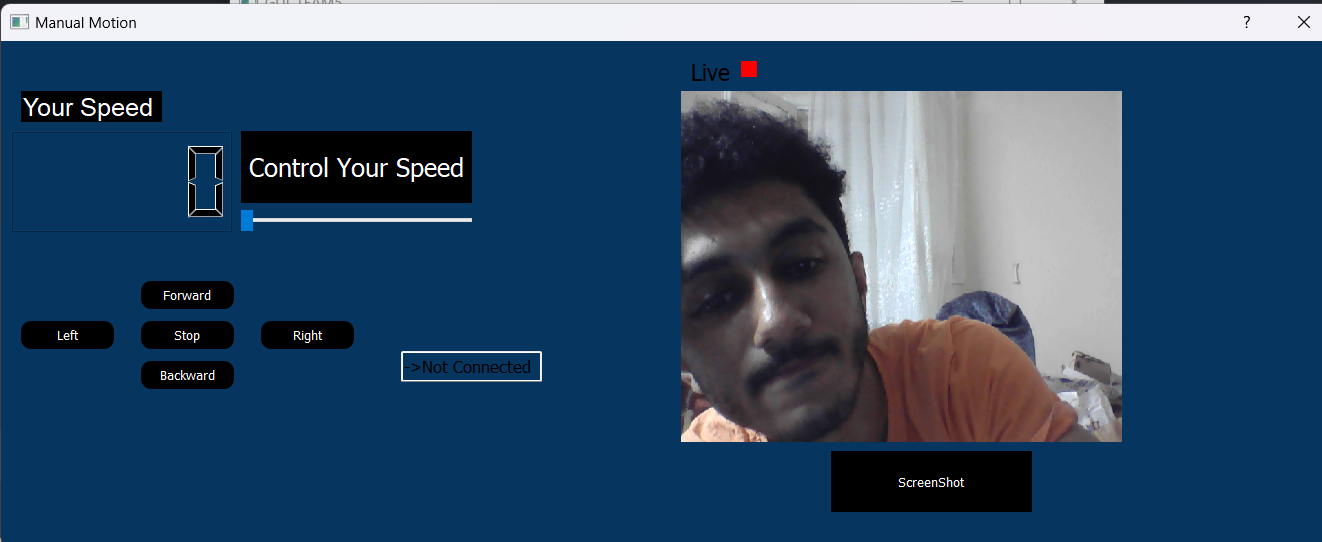 Manual Motion
Your Speed
0
Control Your Speed
Forward
Left
Stop
Right
Backward
->Not Connected
Live
ScreenShot